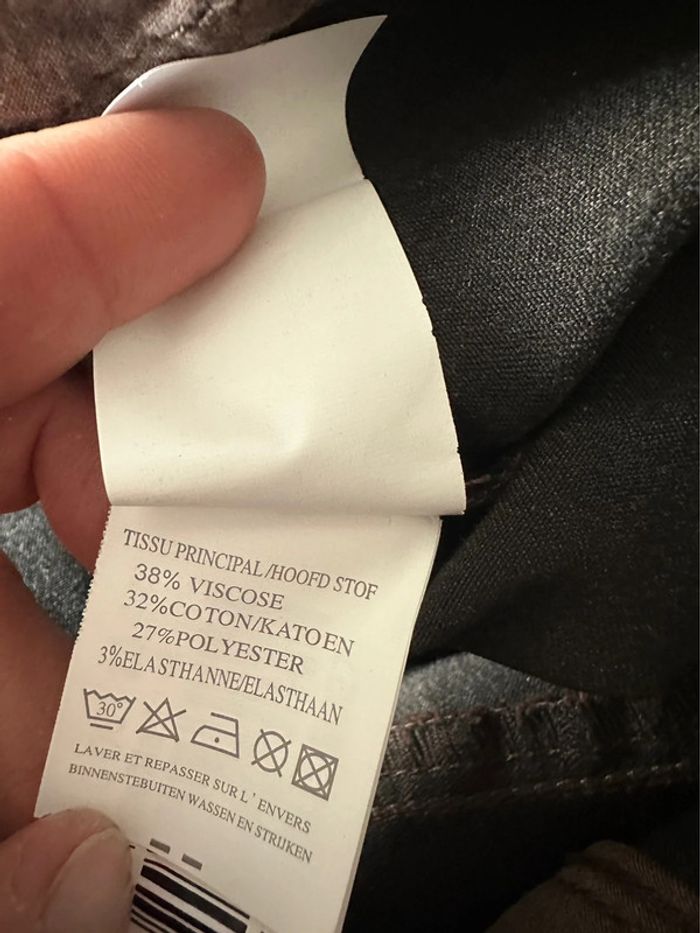 TISSU PRINCIPAL/HOOFD STOF
38% VISCOSE
32%COTON/KATOEN
27%POLYESTER
3%ELASTHANNE/ELASTHAAN
30°
LAVER ET REPASSER SUR L'ENVERS
BINNENSTEBUITEN WASSEN EN STRIJKEN